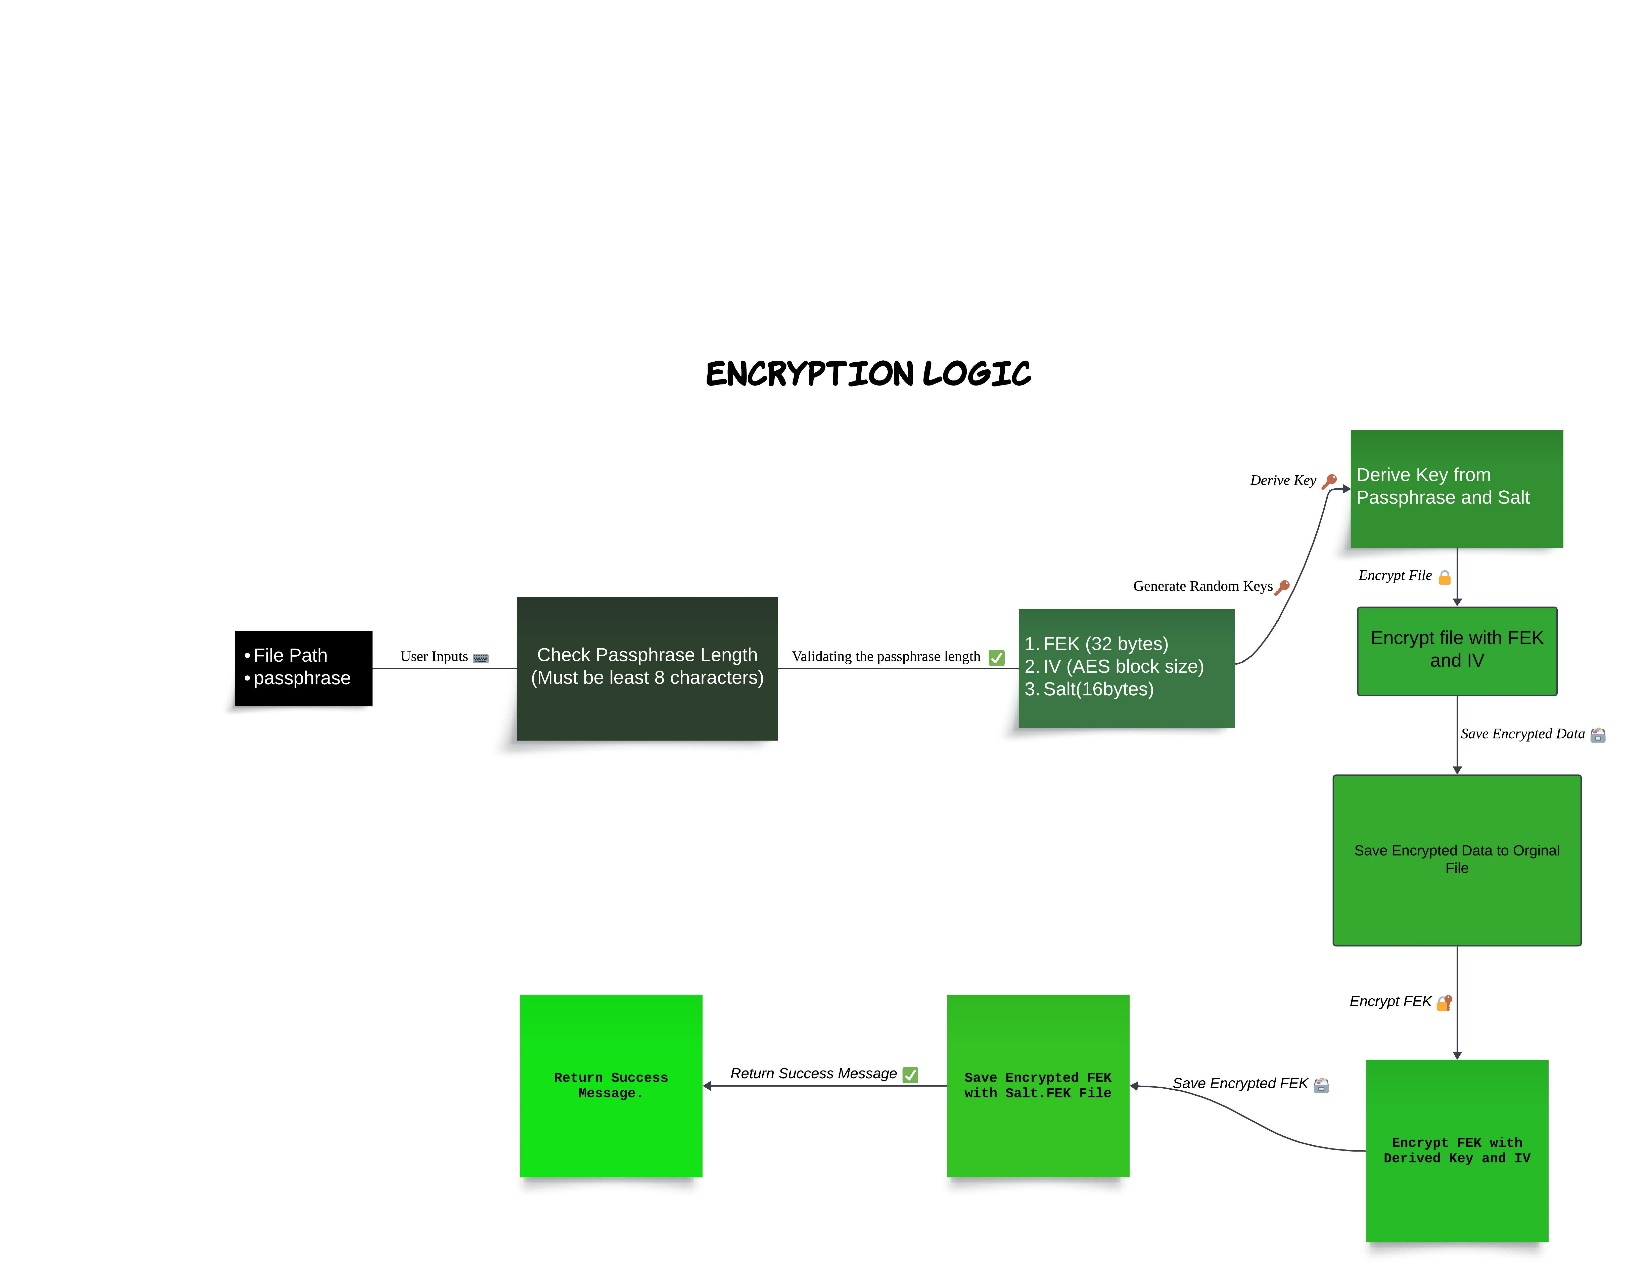 ENCRYPTION LOGIC
• File Path
• passphrase
User Inputs
Check Passphrase Length
(Must be least 8 characters)
Validating the passphrase length
1. FEK (32 bytes)
2. IV (AES block size)
3. Salt(16bytes)
Generate Random Keys
Derive Key
Derive Key from
Passphrase and Salt
Encrypt File
Encrypt file with FEK
and IV
Save Encrypted Data
Save Encrypted Data to Orginal
File
Encrypt FEK
Encrypt FEK with
Derived Key and IV
Save Encrypted FEK
Save Encrypted FEK
with Salt.FEK File
Return Success Message
Return Success
Message.